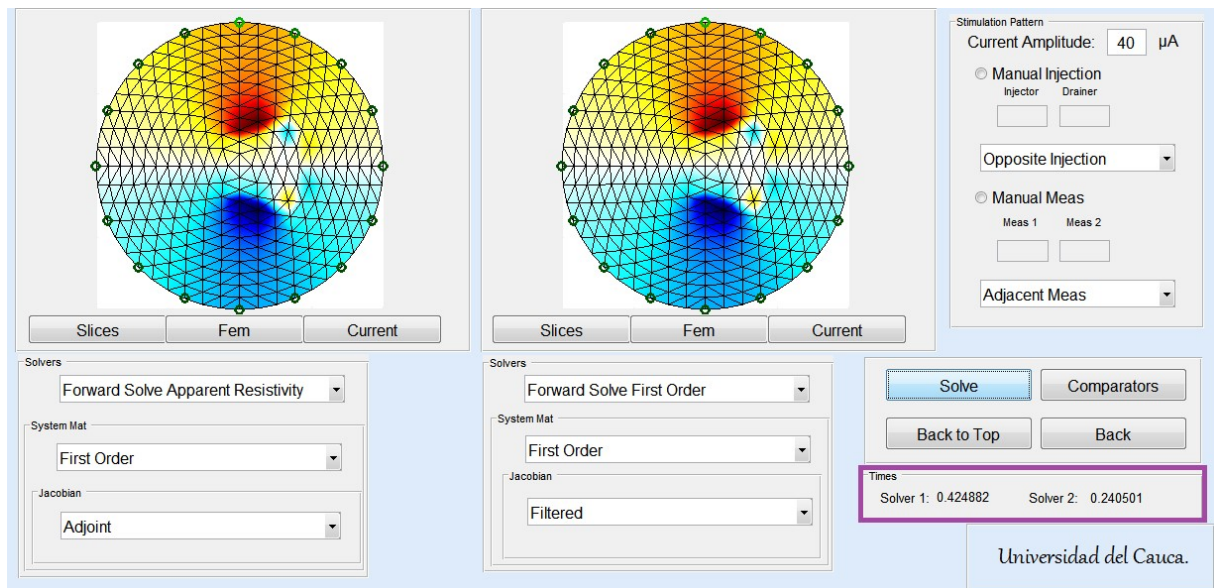 Slices Fem Current
Solvers
Forward Solve Apparent Resistivity
System Mat
First Order
Jacobian
Adjoint
Slices Fem Current
Solvers
Forward Solve First Order
System Mat
First Order
Jacobian
Filtered
Stimulation Pattern
Current Amplitude: 40 µA
Manual Injection
Injector Drainer
Opposite Injection
Manual Meas
Meas 1 Meas 2
Adjacent Meas
Solve Comparators
Back to Top Back
Times
Solver 1: 0.424882 Solver 2: 0.240501
Universidad del Cauca.